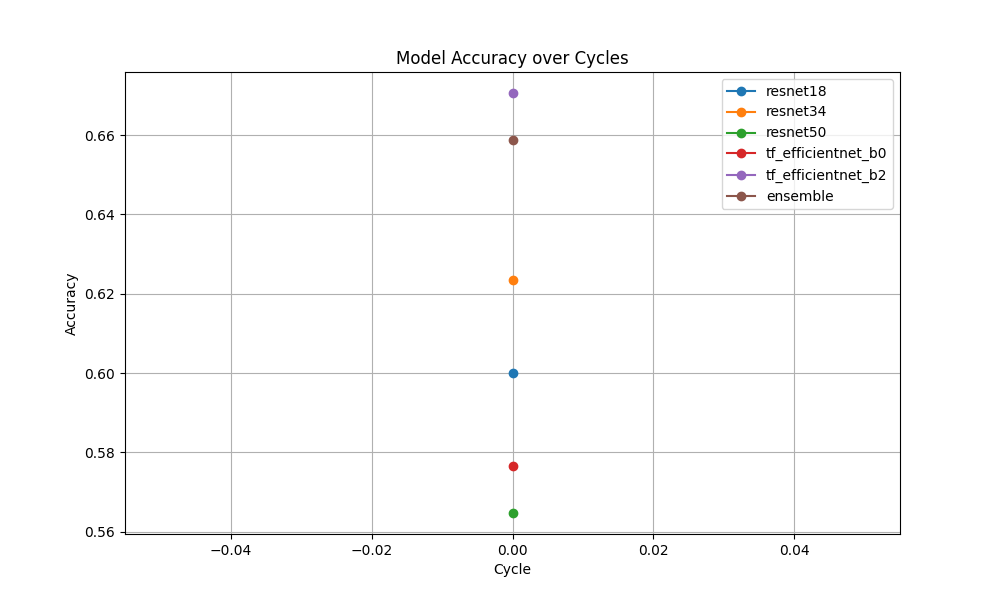 Model Accuracy over Cycles
resnet18
resnet34
resnet50
tf_efficientnet_b0
tf_efficientnet_b2
ensemble
Accuracy
0.66
0.64
0.62
0.60
0.58
0.56
−0.04
−0.02
0.00
0.02
0.04
Cycle